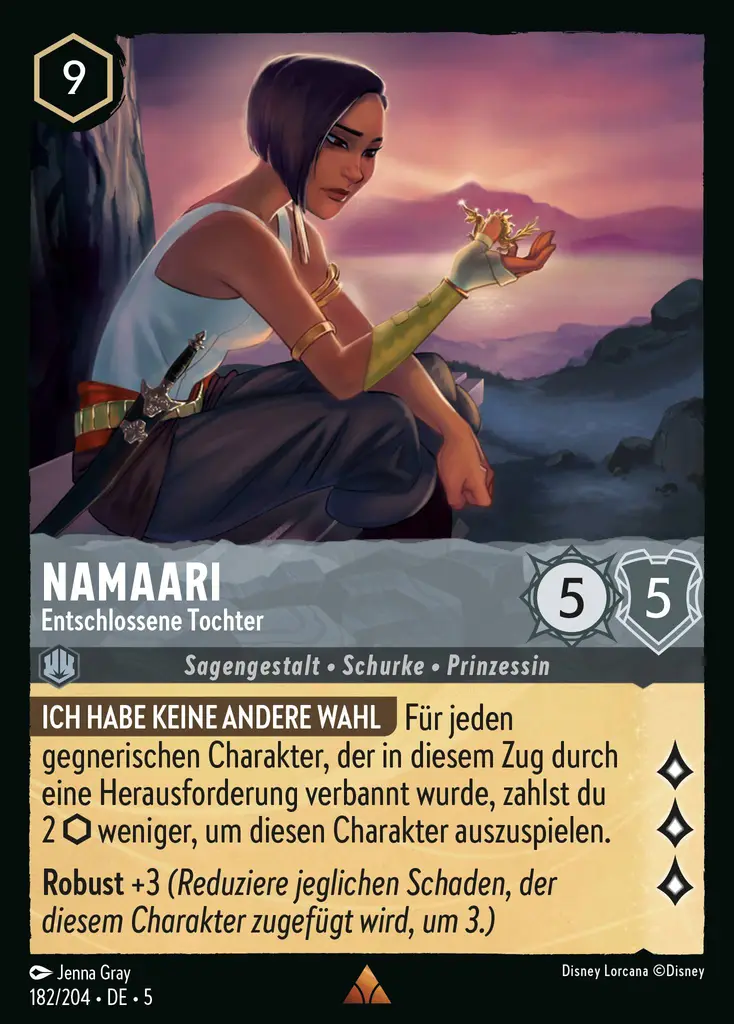 9
NAMAARI
Entschlossene Tochter
5 5
Sagengestalt • Schurke • Prinzessin
ICH HABE KEINE ANDERE WAHL Für jeden
gegnerischen Charakter, der in diesem Zug durch
eine Herausforderung verbannt wurde, zahlst du
2 ⬡ weniger, um diesen Charakter auszuspielen.
Robust +3 (Reduziere jeglichen Schaden, der
diesem Charakter zugefügt wird, um 3.)
Jenna Gray
Disney Lorcana ©Disney
182/204 • DE • 5